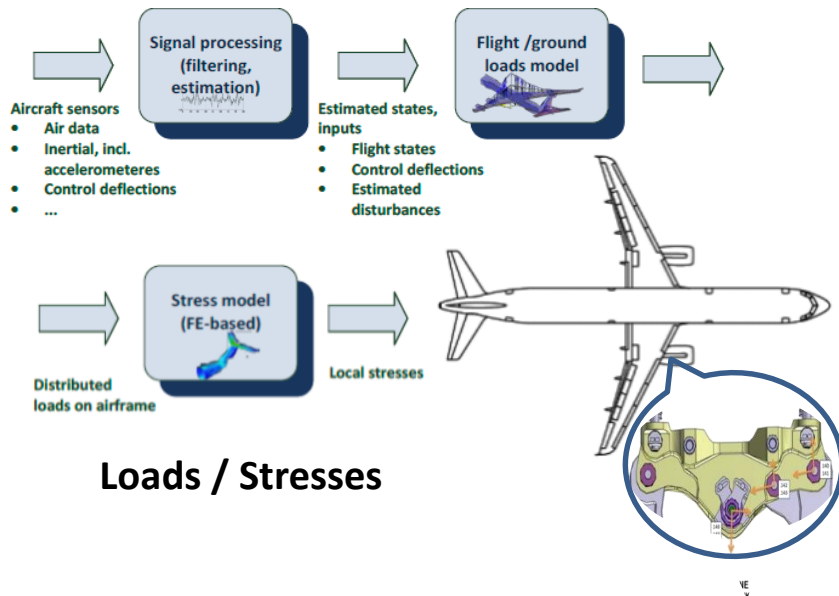 Signal processing
(filtering,
estimation)
Flight /ground
loads model
Aircraft sensors
• Air data
• Inertial, incl.
accelerometeres
• Control deflections
• ...
Estimated states,
inputs
• Flight states
• Control deflections
• Estimated
disturbances
Stress model
(FE-based)
Distributed
loads on airframe
Local stresses
Loads / Stresses